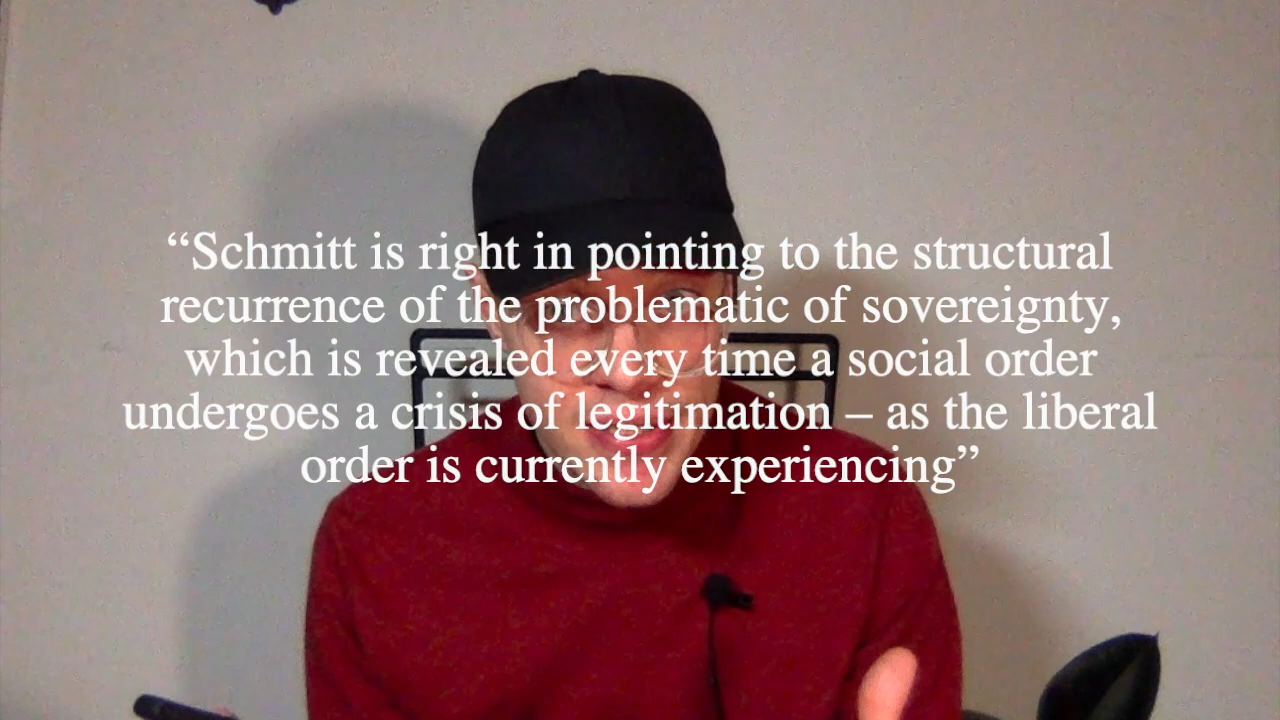 “Schmitt is right in pointing to the structural
recurrence of the problematic of sovereignty,
which is revealed every time a social order
undergoes a crisis of legitimation – as the liberal
order is currently experiencing”